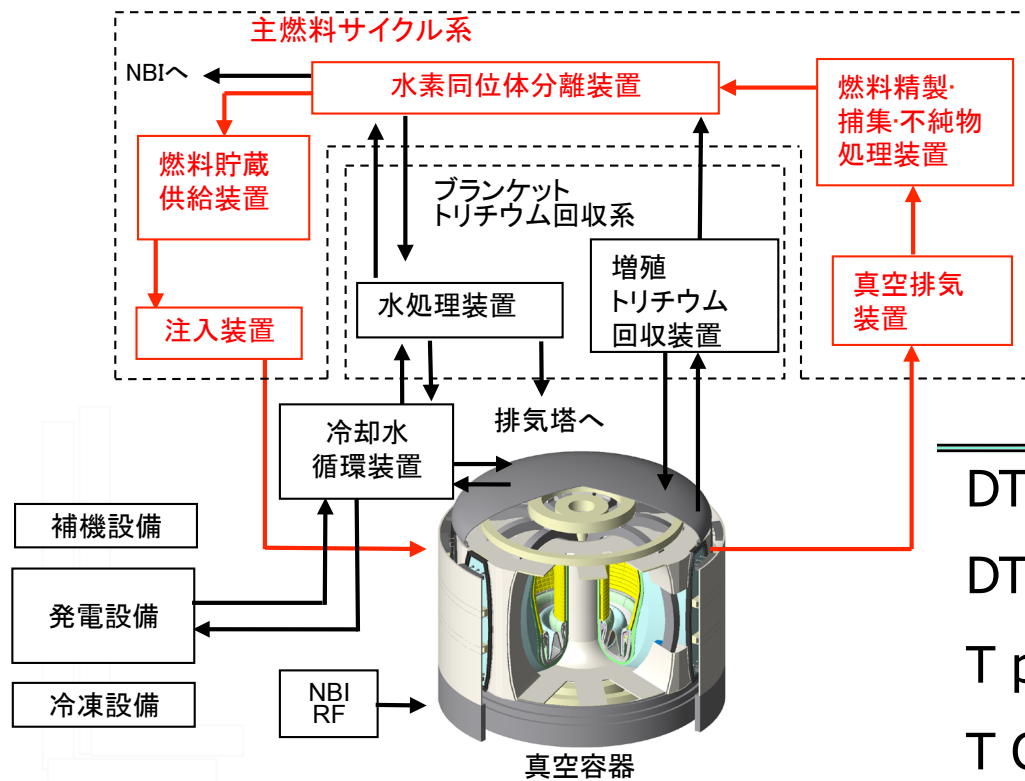 主燃料サイクル系
NBIへ
水素同位体分離装置
燃料精製・
捕集・不純物
処理装置
燃料貯蔵
供給装置
ブランケット
トリチウム回収系
増殖
トリチウム
回収装置
水処理装置
真空排気
装置
注入装置
排気塔へ
冷却水
循環装置
補機設備
発電設備
冷凍設備
NBI
RF
真空容器
DT
DT
T p
T